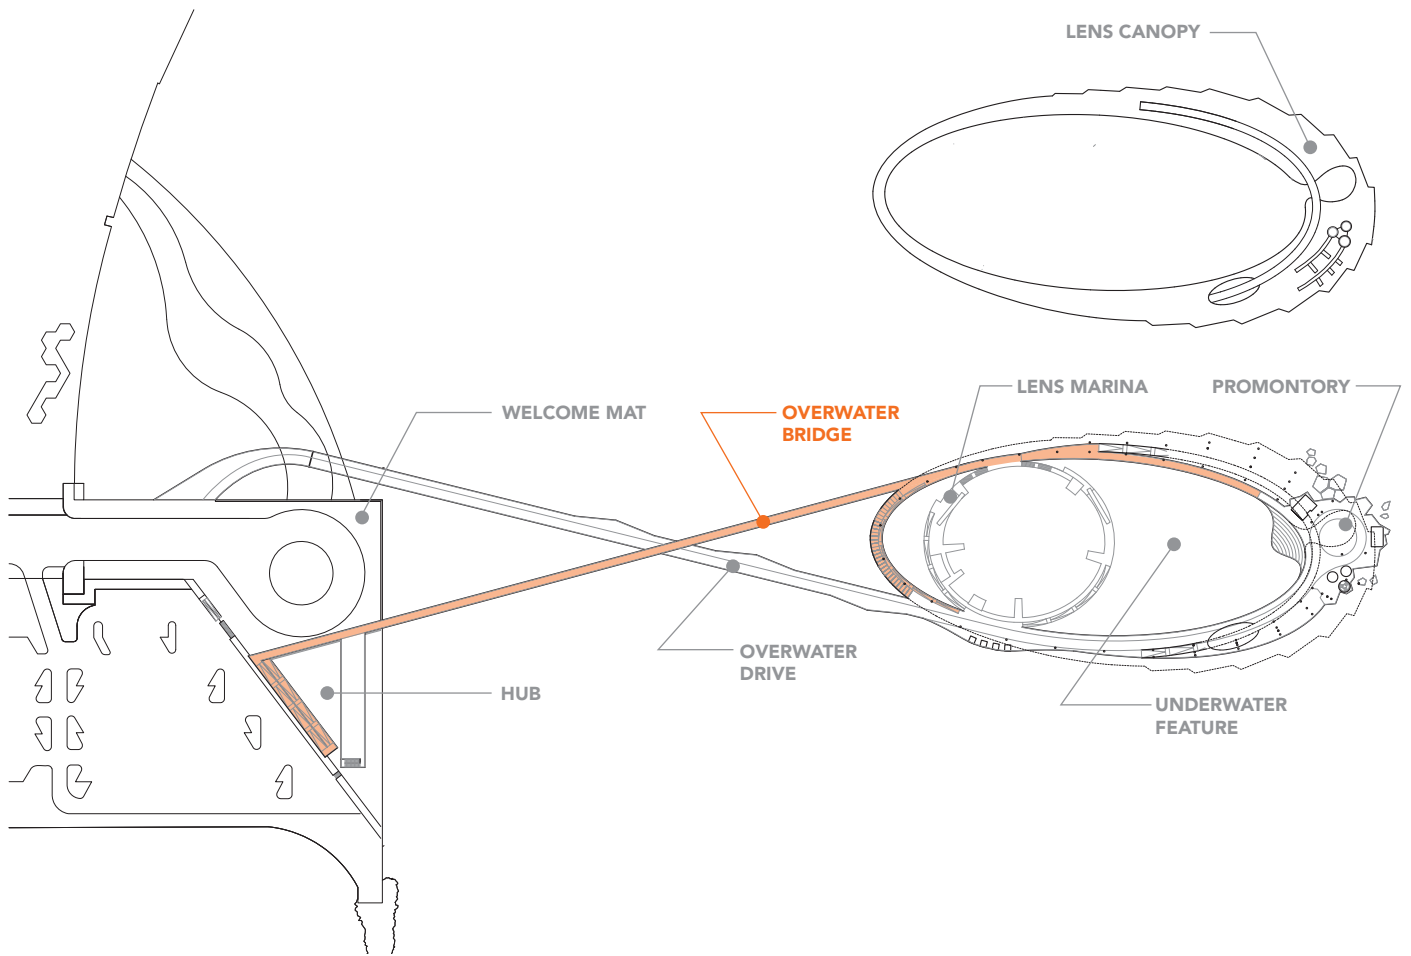 LENS CANOPY
LENS MARINA
PROMONTORY
WELCOME MAT
OVERWATER
BRIDGE
OVERWATER
DRIVE
HUB
UNDERWATER
FEATURE